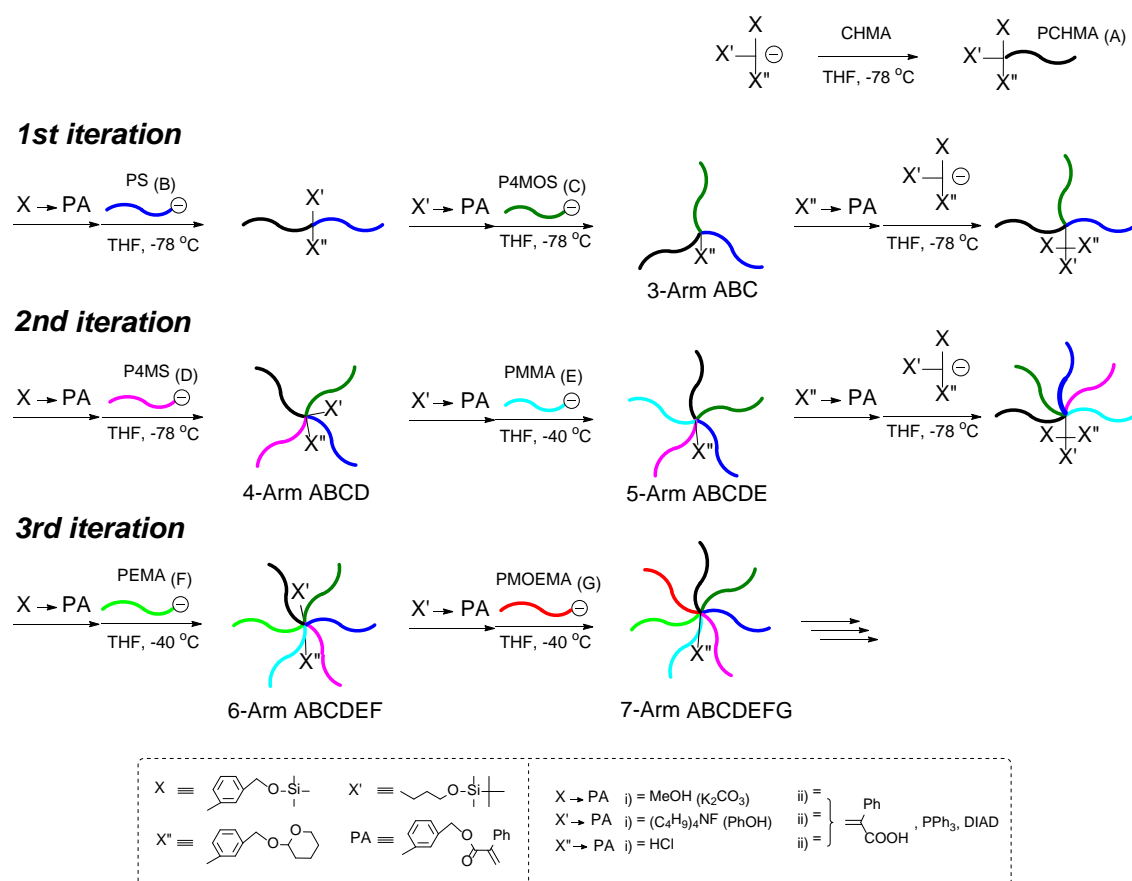 X
X' ⊖ CHMA PCHMA (A)
X" THF, -78 °C X' X X"
1st iteration
X → PA PS (B) ⊖ X' X' → PA P4MOS (C) ⊖ X" → PA X X' ⊖ X"
THF, -78 °C X" THF, -78 °C X" THF, -78 °C X X" X'
3-Arm ABC
2nd iteration
X → PA P4MS (D) ⊖ X' X' → PA PMMA (E) ⊖ X" → PA X X' ⊖ X"
THF, -78 °C X" THF, -40 °C X" THF, -78 °C X X" X'
4-Arm ABCD 5-Arm ABCDE
3rd iteration
X → PA PEMA (F) ⊖ X' X' → PA PMOEMA (G) ⊖
THF, -40 °C X" THF, -40 °C X"
6-Arm ABCDEF 7-Arm ABCDEFG
X ≡ O-Si X' ≡ O Si
X" ≡ O O PA ≡ O O Ph
X → PA i) = MeOH (K2CO3) ii) =
X' → PA i) = (C4H9)4NF (PhOH) ii) = Ph COOH , PPh3, DIAD
X" → PA i) = HCl ii) =